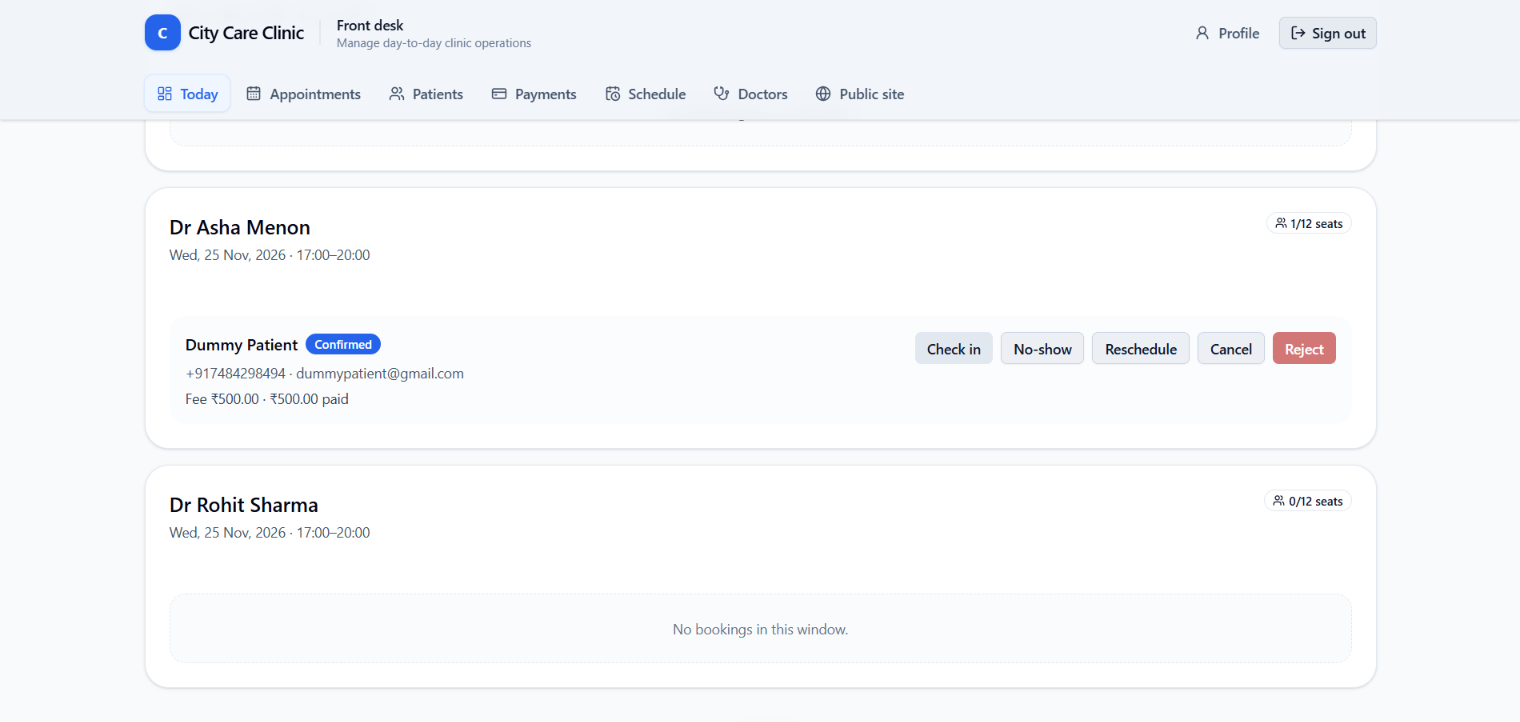 C City Care Clinic
Front desk
Manage day-to-day clinic operations
Profile
Sign out
Today Appointments Patients Payments Schedule Doctors Public site
Dr Asha Menon
1/12 seats
Wed, 25 Nov, 2026 · 17:00–20:00
Dummy Patient Confirmed
Check in No-show Reschedule Cancel Reject
+917484298494 · dummypatient@gmail.com
Fee ₹500.00 · ₹500.00 paid
Dr Rohit Sharma
0/12 seats
Wed, 25 Nov, 2026 · 17:00–20:00
No bookings in this window.